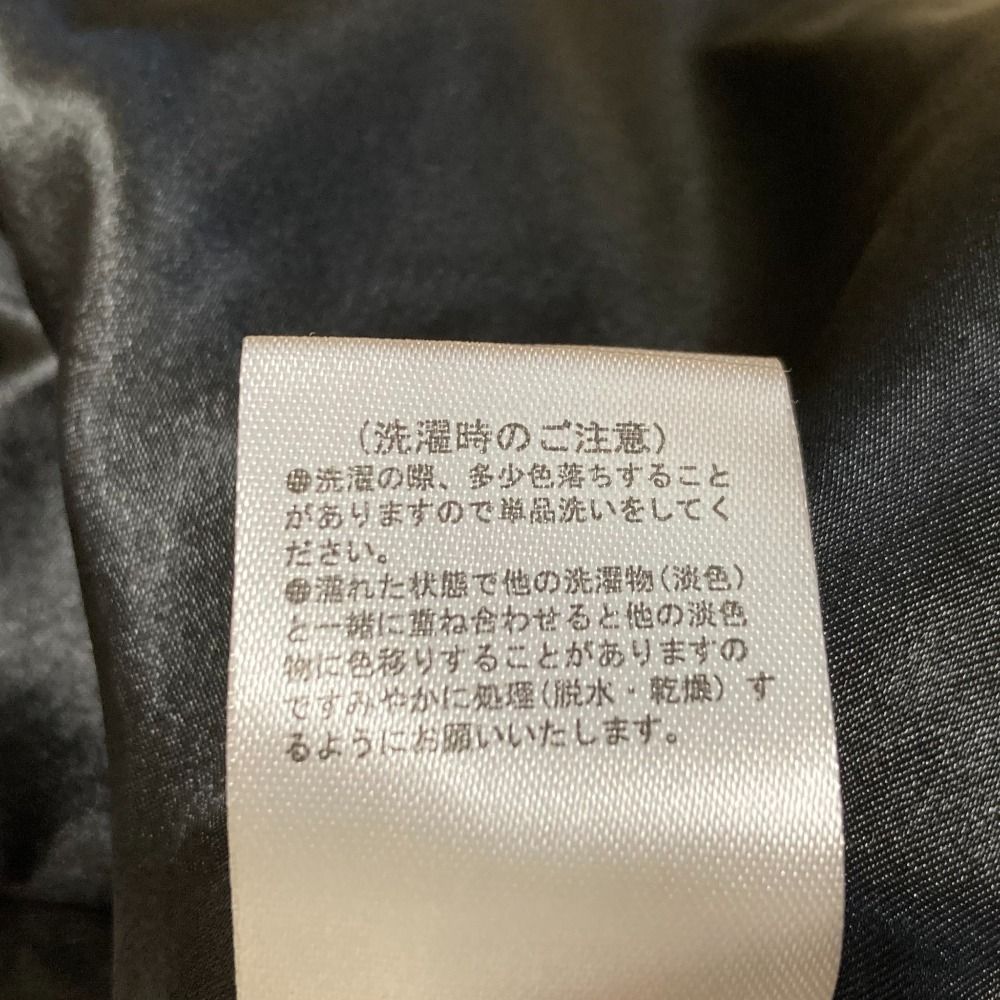 （洗濯時のご注意）
⊕洗濯の際、多少色落ちすること
がありますので単品洗いをしてく
ださい。
⊕濡れた状態で他の洗濯物（淡色）
と一緒に重ね合わせると他の淡色
物に色移りすることがありますの
ですみやかに処理（脱水・乾燥）す
るようにお願いいたします。